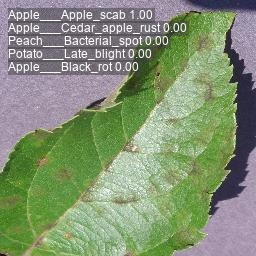 Apple___Apple_scab 1.00
Apple___Cedar_apple_rust 0.00
Peach___Bacterial_spot 0.00
Potato___Late_blight 0.00
Apple___Black_rot 0.00